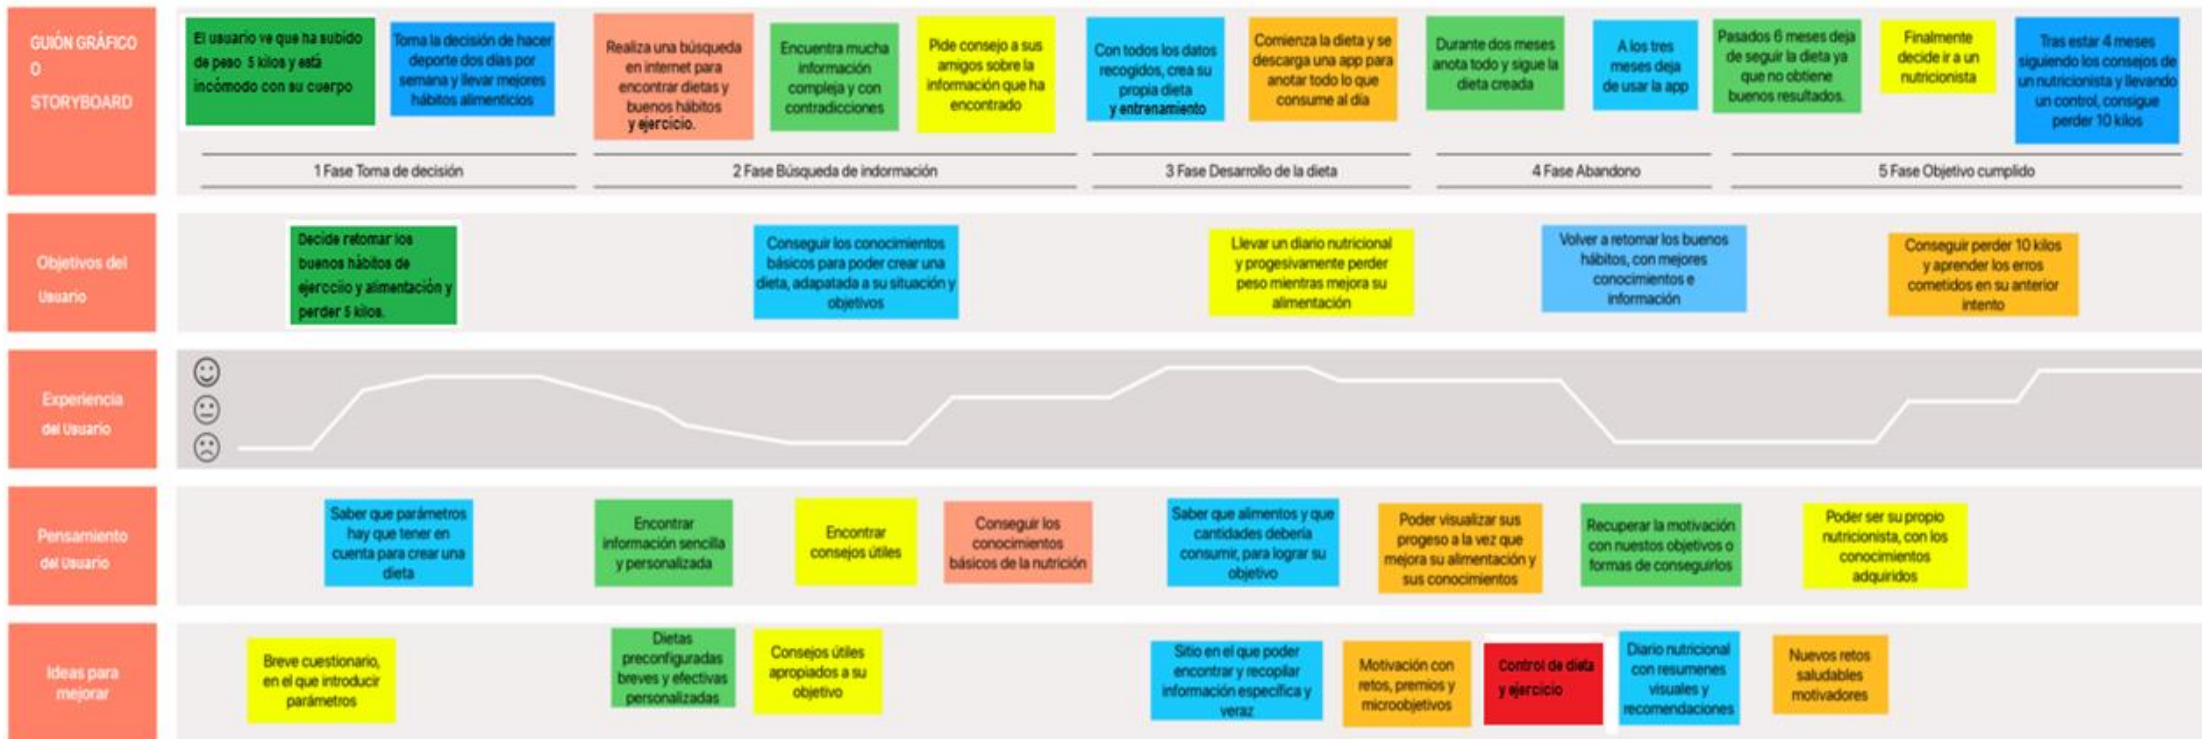 GUIÓN GRÁFICO
O
STORYBOARD
El usuario ve que ha subido
de peso 5 kilos y está
incómodo con su cuerpo
Toma la decisión de hacer
deporte dos días por
semana y llevar mejores
hábitos alimenticios
Realiza una búsqueda
en internet para
encontrar dietas y
buenos hábitos
y ejercicio.
Encuentra mucha
información
compleja y con
contradicciones
Pide consejo a sus
amigos sobre la
información que ha
encontrado
Con todos los datos
recogidos, crea su
propia dieta
y entrenamiento
Comienza la dieta y se
descarga una app para
anotar todo lo que
consume al día
Durante dos meses
anota todo y sigue la
dieta creada
A los tres
meses deja
de usar la app
Pasados 6 meses deja
de seguir la dieta ya
que no obtiene
buenos resultados.
Finalmente
decide ir a un
nutricionista
Tras estar 4 meses
siguiendo los consejos de
un nutricionista y llevando
un control, consigue
perder 10 kilos
1 Fase Toma de decisión
2 Fase Búsqueda de indormación
3 Fase Desarrollo de la dieta
4 Fase Abandono
5 Fase Objetivo cumplido
Objetivos del
Usuario
Decide retomar los
buenos hábitos de
ejerccilo y alimentación y
perder 5 kilos.
Conseguir los conocimientos
básicos para poder crear una
dieta, adapatada a su situación y
objetivos
Llevar un diario nutricional
y progesivamente perder
peso mientras mejora su
alimentación
Volver a retomar los buenos
hábitos, con mejores
conocimientos e
información
Conseguir perder 10 kilos
y aprender los erros
cometidos en su anterior
intento
Experiencia
del Usuario
Pensamiento
del Usuario
Saber que parámetros
hay que tener en
cuenta para crear una
dieta
Encontrar
información sencilla
y personalizada
Encontrar
consejos útiles
Conseguir los
conocimientos
básicos de la nutrición
Saber que alimentos y que
cantidades debería
consumir, para lograr su
objetivo
Poder visualizar sus
progeso a la vez que
mejora su alimentación y
sus conocimientos
Recuperar la motivación
con nuestos objetivos o
formas de conseguirlos
Poder ser su propio
nutricionista, con los
conocimientos
adquiridos
Ideas para
mejorar
Breve cuestionario,
en el que introducir
parámetros
Dietas
preconfiguradas
breves y efectivas
personalizadas
Consejos útiles
apropiados a su
objetivo
Sitio en el que poder
encontrar y recopilar
información específica y
veraz
Motivación con
retos, premios y
microobjetivos
Control de dieta
y ejercicio
Diario nutricional
con resumenes
visuales y
recomendaciones
Nuevos retos
saludables
motivadores